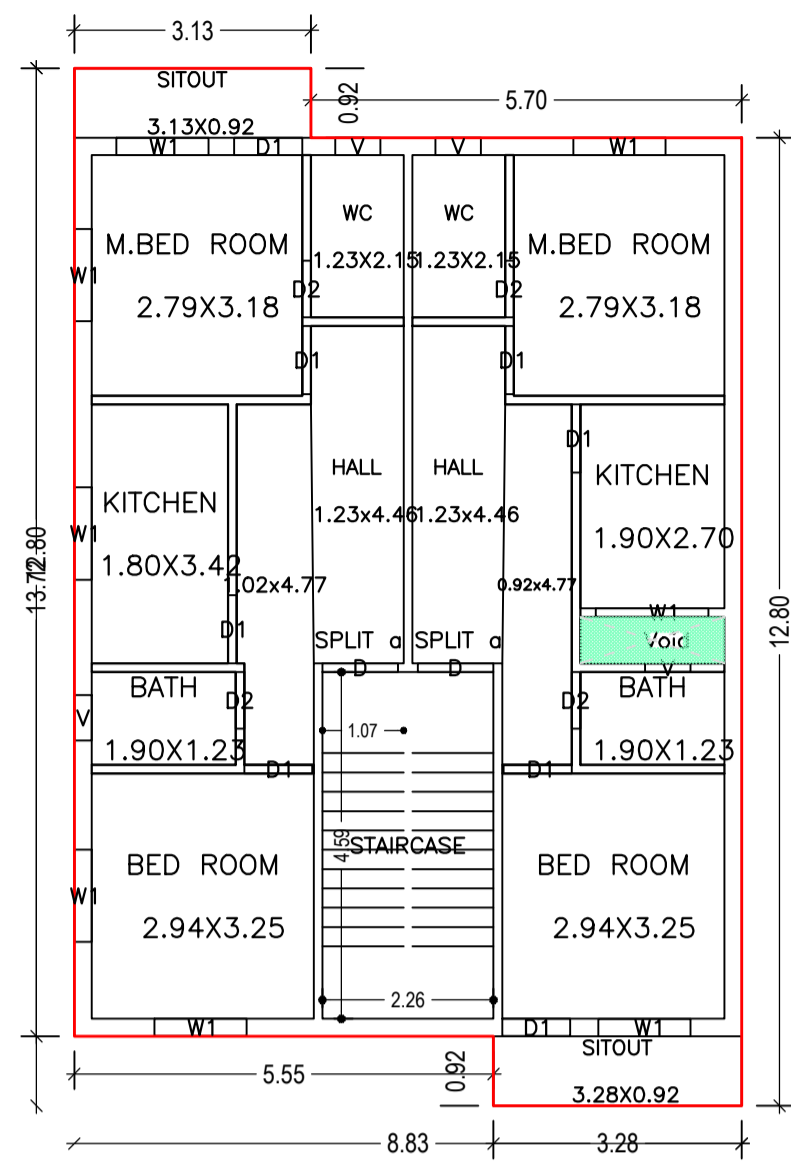 3.13
SITOUT
3.13X0.92
0.92
5.70
W1 D1 V V W1
WC WC
M.BED ROOM M.BED ROOM
1.23X2.15 1.23X2.15
W1 D2 D2
2.79X3.18 2.79X3.18
D1 D1
D1
HALL HALL
KITCHEN
KITCHEN
1.23x4.46 1.23x4.46
W1 1.90X2.70
1.80X3.42
1.02x4.77 0.92x4.77
13.72 12.80
12.80
W1
D1
SPLIT a SPLIT a Void
D D V
BATH BATH
D2 D2
V
1.07
1.90X1.23 1.90X1.23
D1 D1
4.59
STAIRCASE
BED ROOM BED ROOM
W1
2.94X3.25 2.94X3.25
2.26
W1 D1 W1
SITOUT
5.55
0.92
3.28X0.92
8.83 3.28